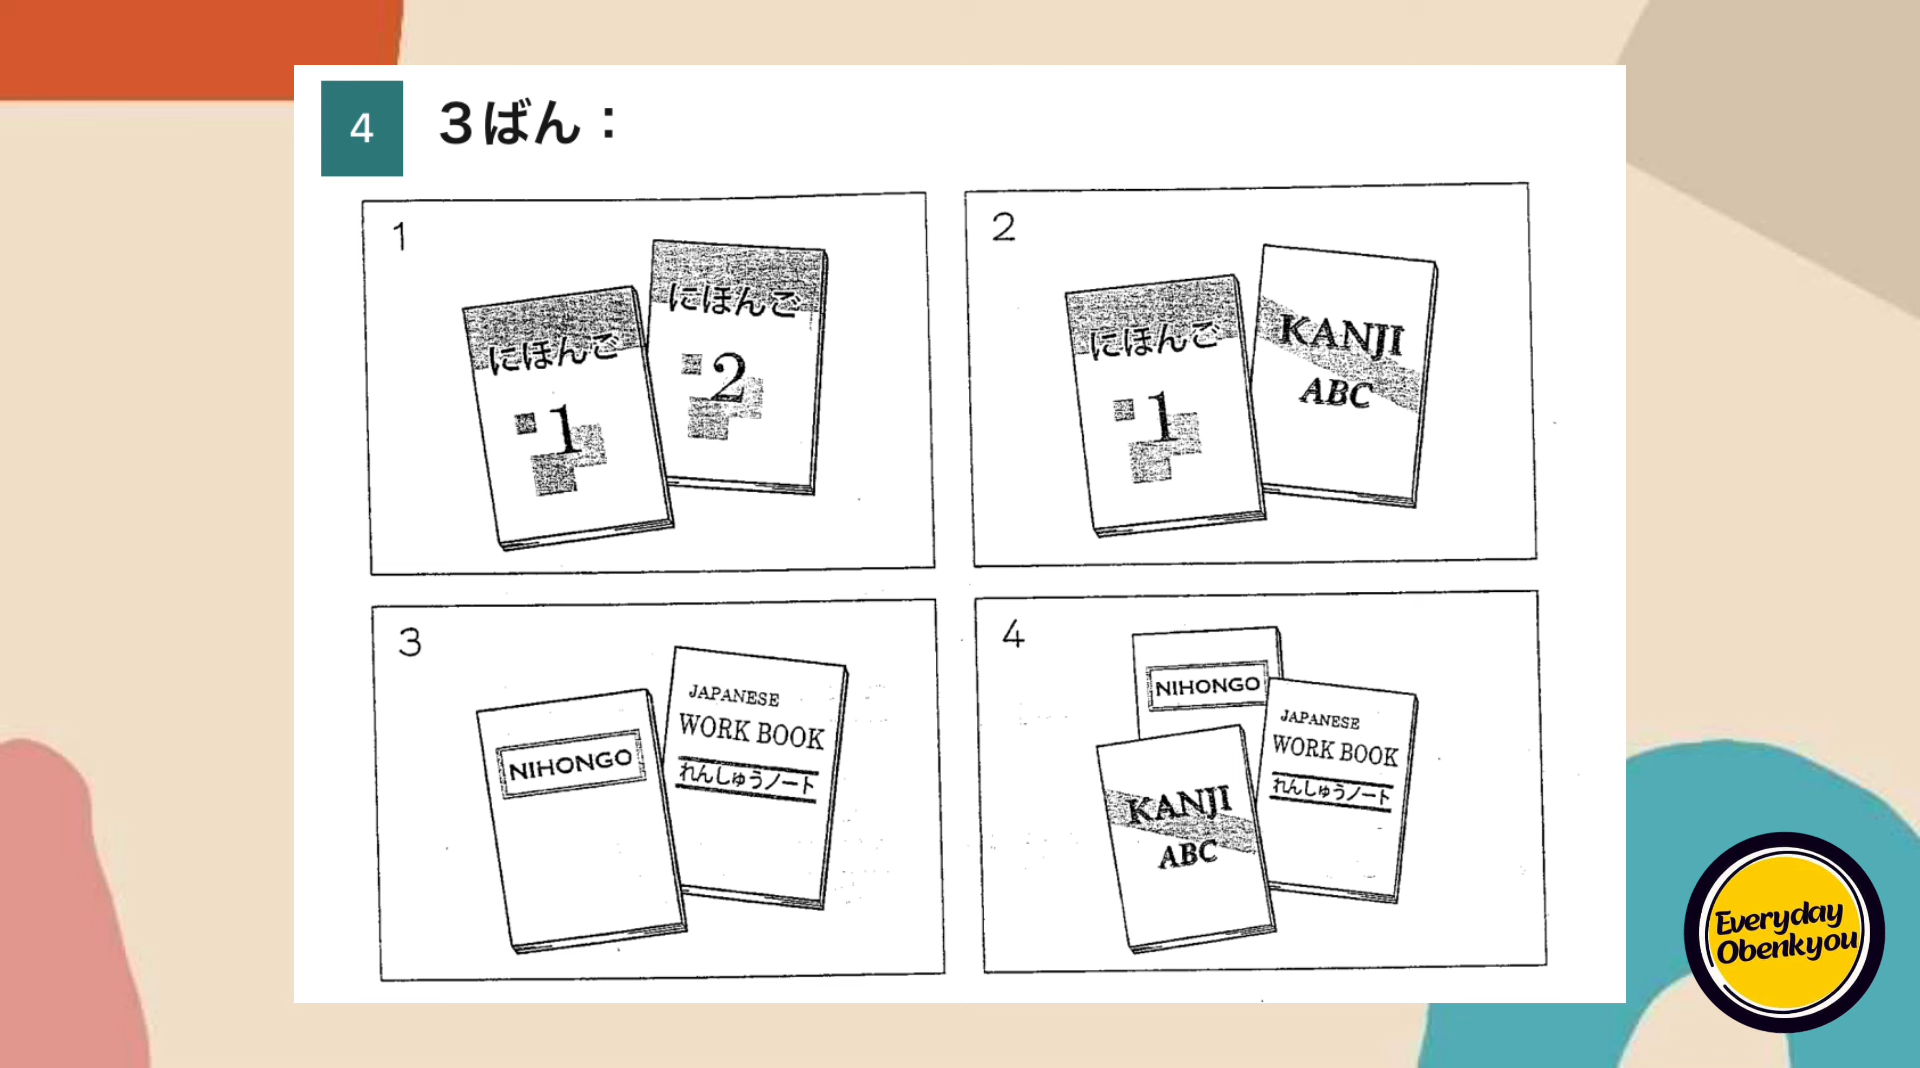 4
3ばん：
1
にほんご
1
にほんご
2
2
にほんご
1
KANJI
ABC
3
NIHONGO
JAPANESE
WORK BOOK
れんしゅうノート
4
NIHONGO
JAPANESE
WORK BOOK
れんしゅうノート
KANJI
ABC
Everyday
Obenkyou